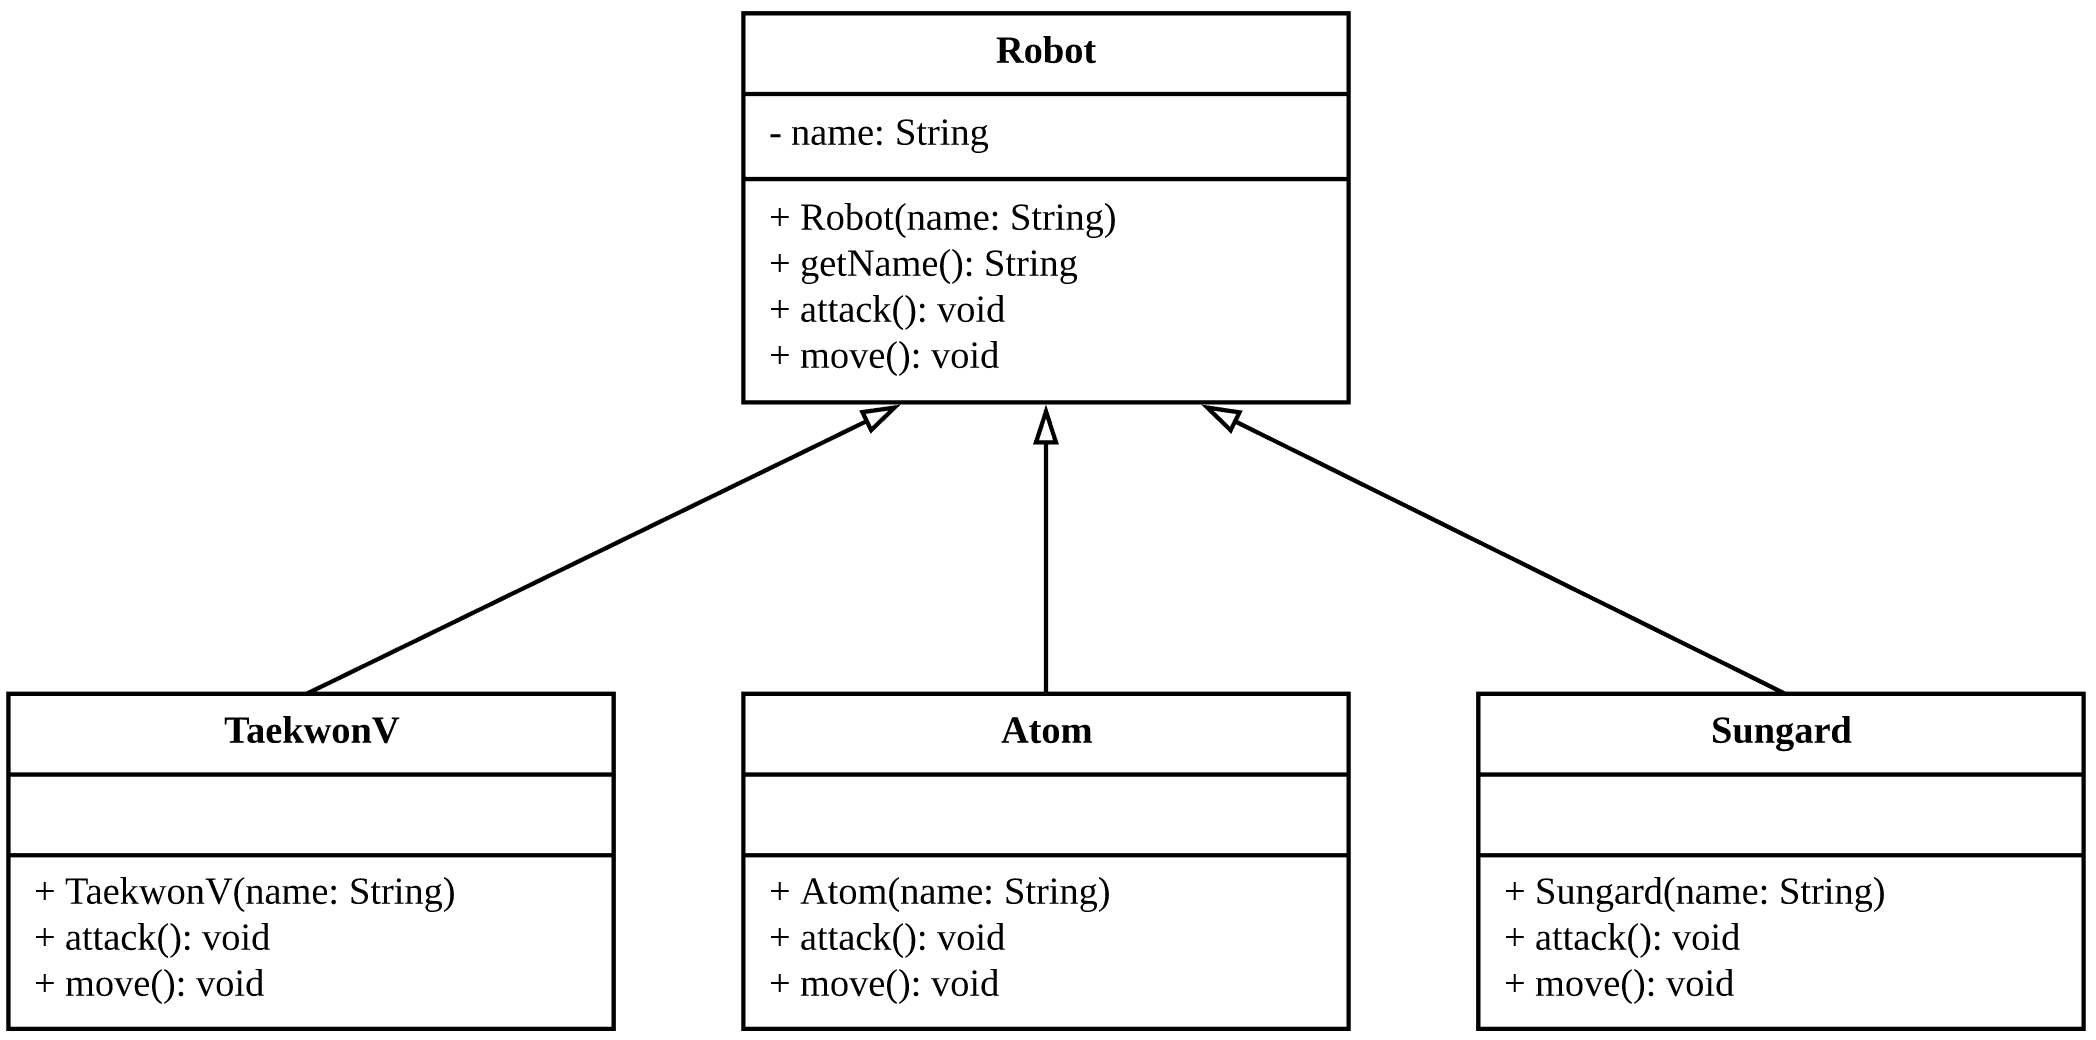 Robot
- name: String
+ Robot(name: String)
+ getName(): String
+ attack(): void
+ move(): void
TaekwonV
+ TaekwonV(name: String)
+ attack(): void
+ move(): void
Atom
+ Atom(name: String)
+ attack(): void
+ move(): void
Sungard
+ Sungard(name: String)
+ attack(): void
+ move(): void